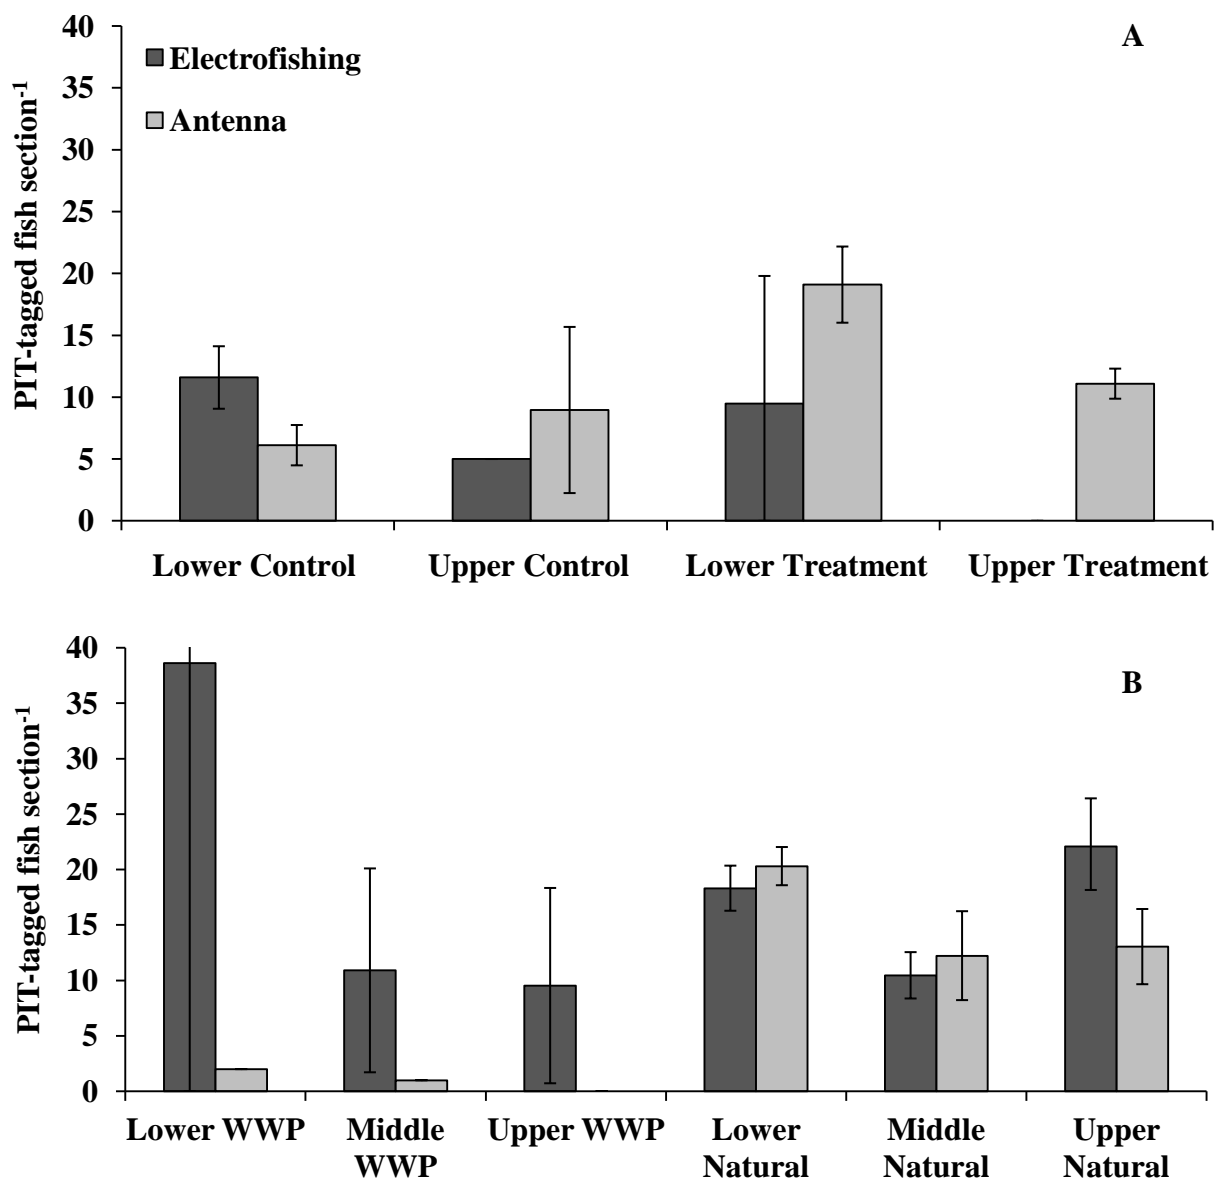 A
Electrofishing
Antenna
PIT-tagged fish section-1
40
35
30
25
20
15
10
5
0
Lower Control Upper Control Lower Treatment Upper Treatment
B
PIT-tagged fish section-1
40
35
30
25
20
15
10
5
0
Lower WWP Middle WWP Upper WWP Lower Natural Middle Natural Upper Natural